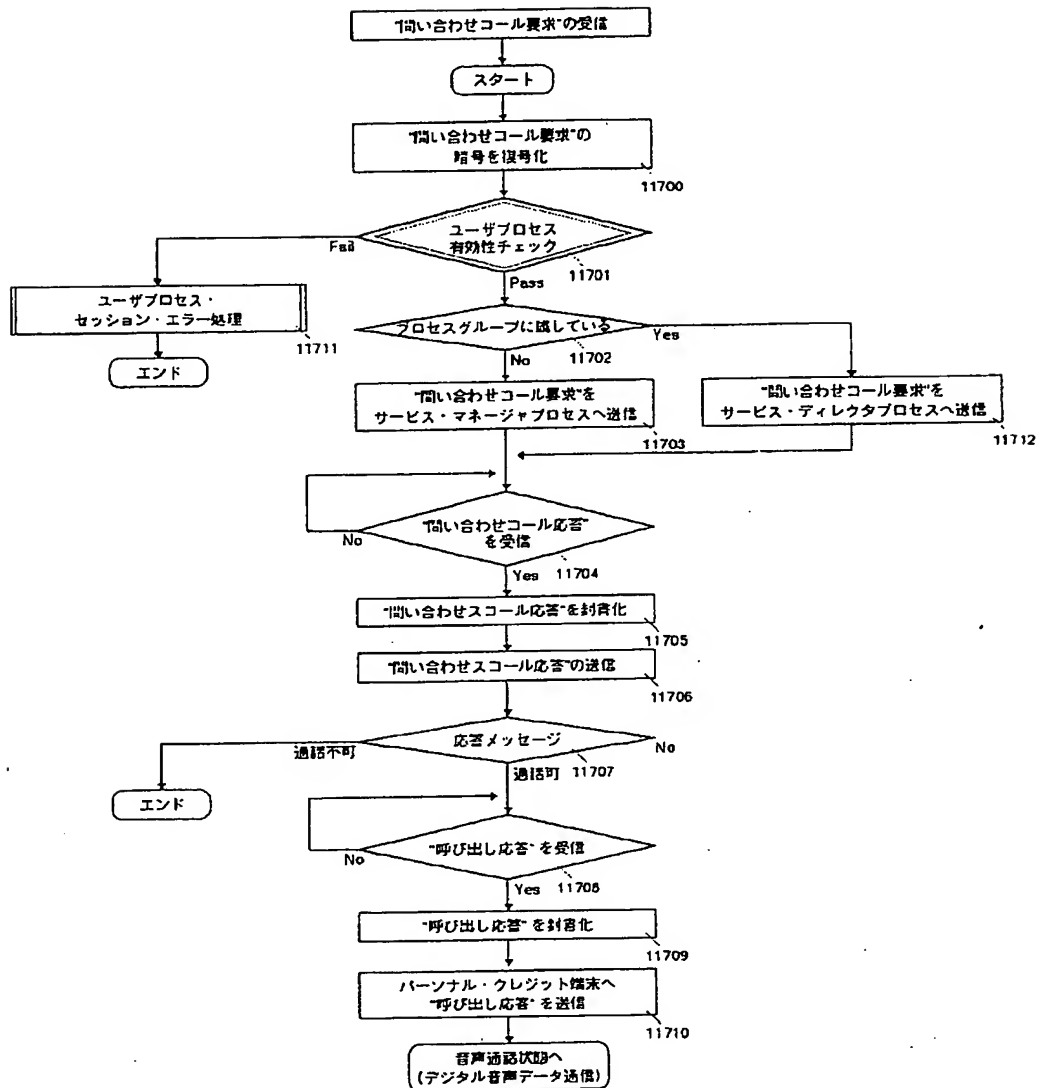 "問い合わせコール要求"の受信
スタート
"問い合わせコール要求"の
暗号を復号化
11700
ユーザプロセス
有効性チェック
Fail
11701
Pass
ユーザプロセス・
セッション・エラー処理
11711
エンド
プロセスグループに属している
Yes
11702
No
"問い合わせコール要求"を
サービス・マネージャプロセスへ送信
11703
"問い合わせコール要求"を
サービス・ディレクタプロセスへ送信
11712
"問い合わせコール応答"
を受信
No
Yes
11704
"問い合わせスコール応答"を封書化
11705
"問い合わせスコール応答"の送信
11706
応答メッセージ
通話不可
No
通話可
11707
エンド
"呼び出し応答" を受信
No
Yes
11708
"呼び出し応答" を封書化
11709
パーソナル・クレジット端末へ
"呼び出し応答" を送信
11710
音声通話状態へ
(デジタル音声データ通信)